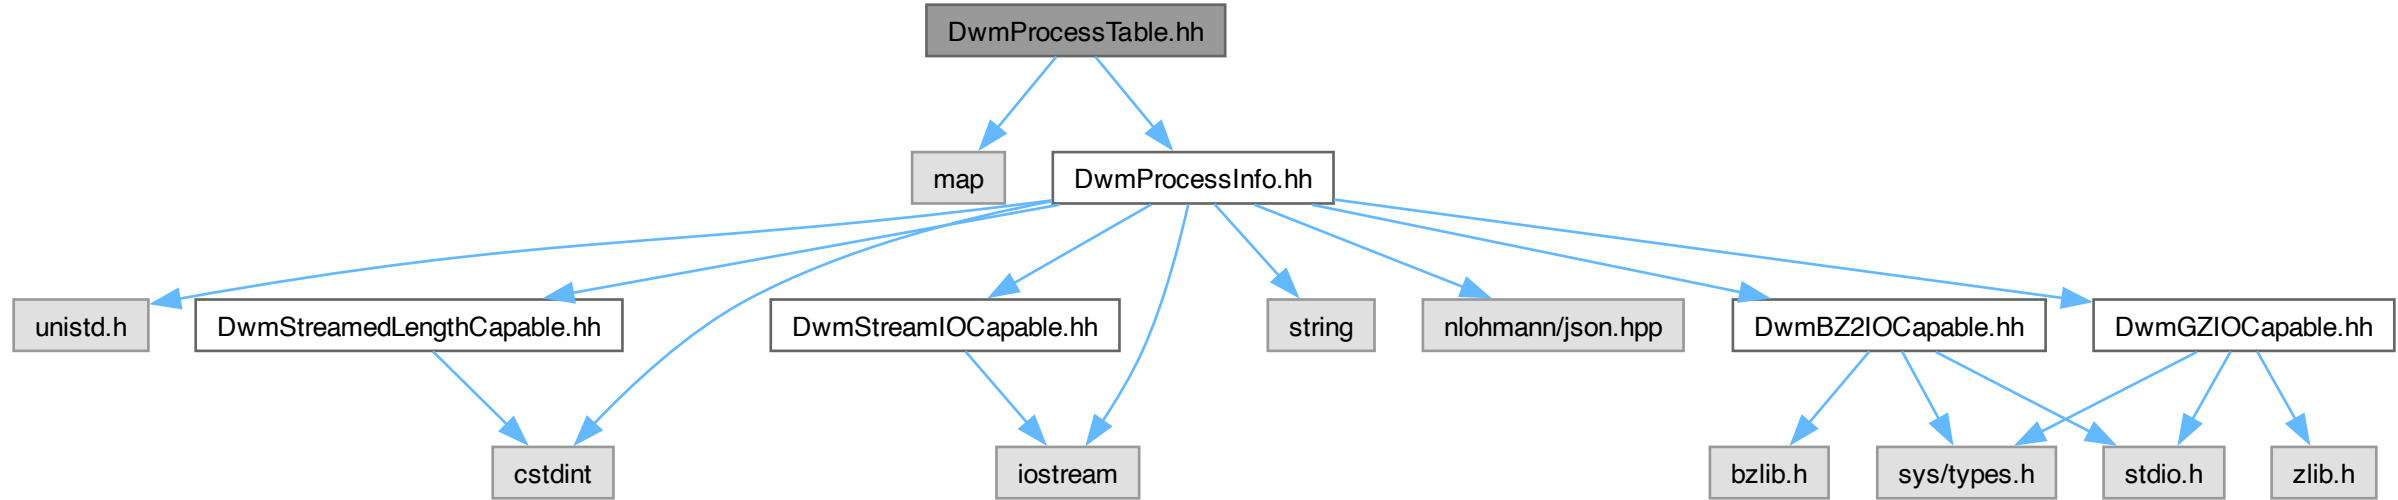 DwmProcessTable.hh
map
DwmProcessInfo.hh
unistd.h
DwmStreamedLengthCapable.hh
DwmStreamIOCapable.hh
string
nlohmann/json.hpp
DwmBZ2IOCapable.hh
DwmGZIOCapable.hh
cstdint
iostream
bzlib.h
sys/types.h
stdio.h
zlib.h